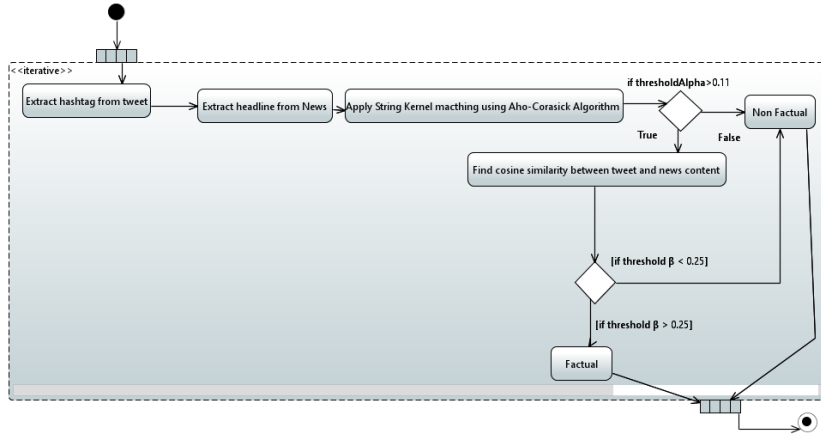 <<iterative>>
Extract hashtag from tweet
Extract headline from News
Apply String Kernel macthing using Aho-Corasick Algorithm
if thresholdAlpha>0.11
Non Factual
True
False
Find cosine similarity between tweet and news content
[if threshold β < 0.25]
[if threshold β > 0.25]
Factual